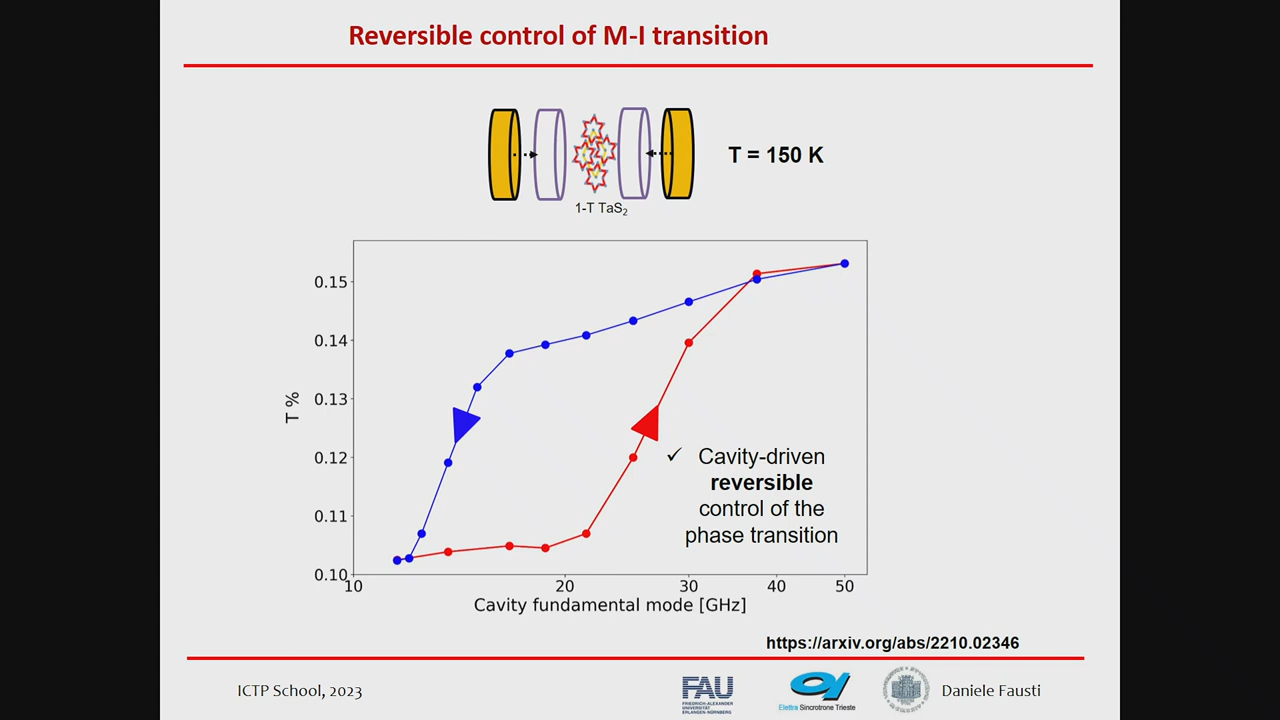 Reversible control of M-I transition
T = 150 K
1-T TaS2
0.15
0.14
0.13
0.12
0.11
0.10
T %
10
20
30
40
50
Cavity fundamental mode [GHz]
✓ Cavity-driven
reversible
control of the
phase transition
https://arxiv.org/abs/2210.02346
ICTP School, 2023
FAU
FRIEDRICH-ALEXANDER
UNIVERSITÄT
ERLANGEN-NÜRNBERG
Elettra Sincrotrone Trieste
Daniele Fausti